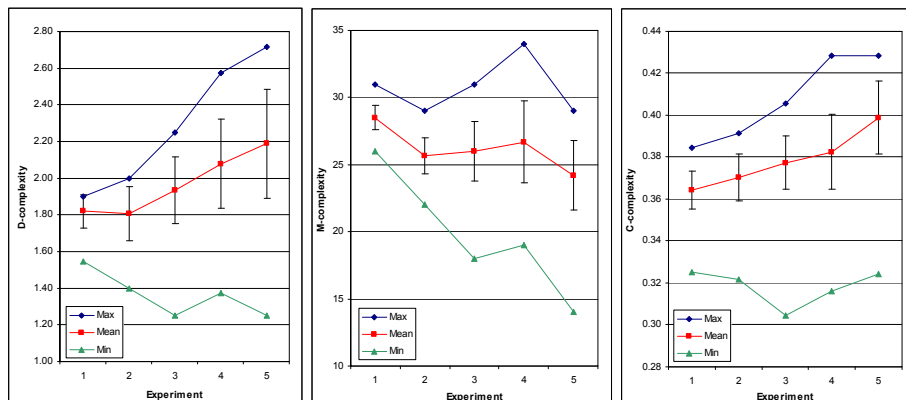 D-complexity
2.80
2.60
2.40
2.20
2.00
1.80
1.60
1.40
1.20
1.00
Max
Mean
Min
1 2 3 4 5
Experiment
M-complexity
35
30
25
20
15
10
Max
Mean
Min
1 2 3 4 5
Experiment
C-complexity
0.44
0.42
0.40
0.38
0.36
0.34
0.32
0.30
0.28
Max
Mean
Min
1 2 3 4 5
Experiment